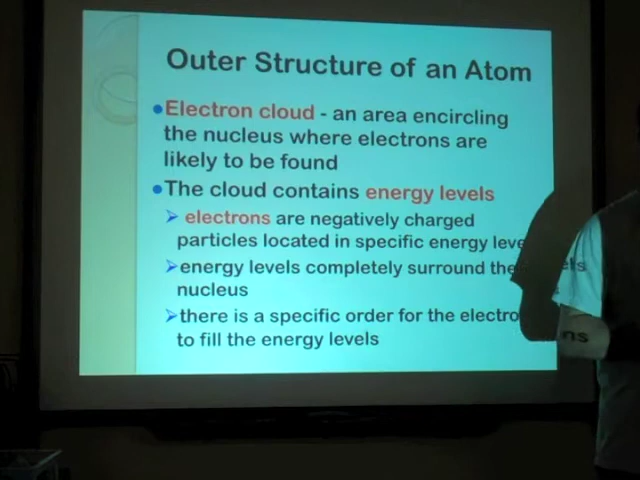 Outer Structure of an Atom
•Electron cloud - an area encircling
the nucleus where electrons are
likely to be found
•The cloud contains energy levels
➢ electrons are negatively charged
particles located in specific energy leve els
➢energy levels completely surround the
nucleus
➢there is a specific order for the electro ns
to fill the energy levels